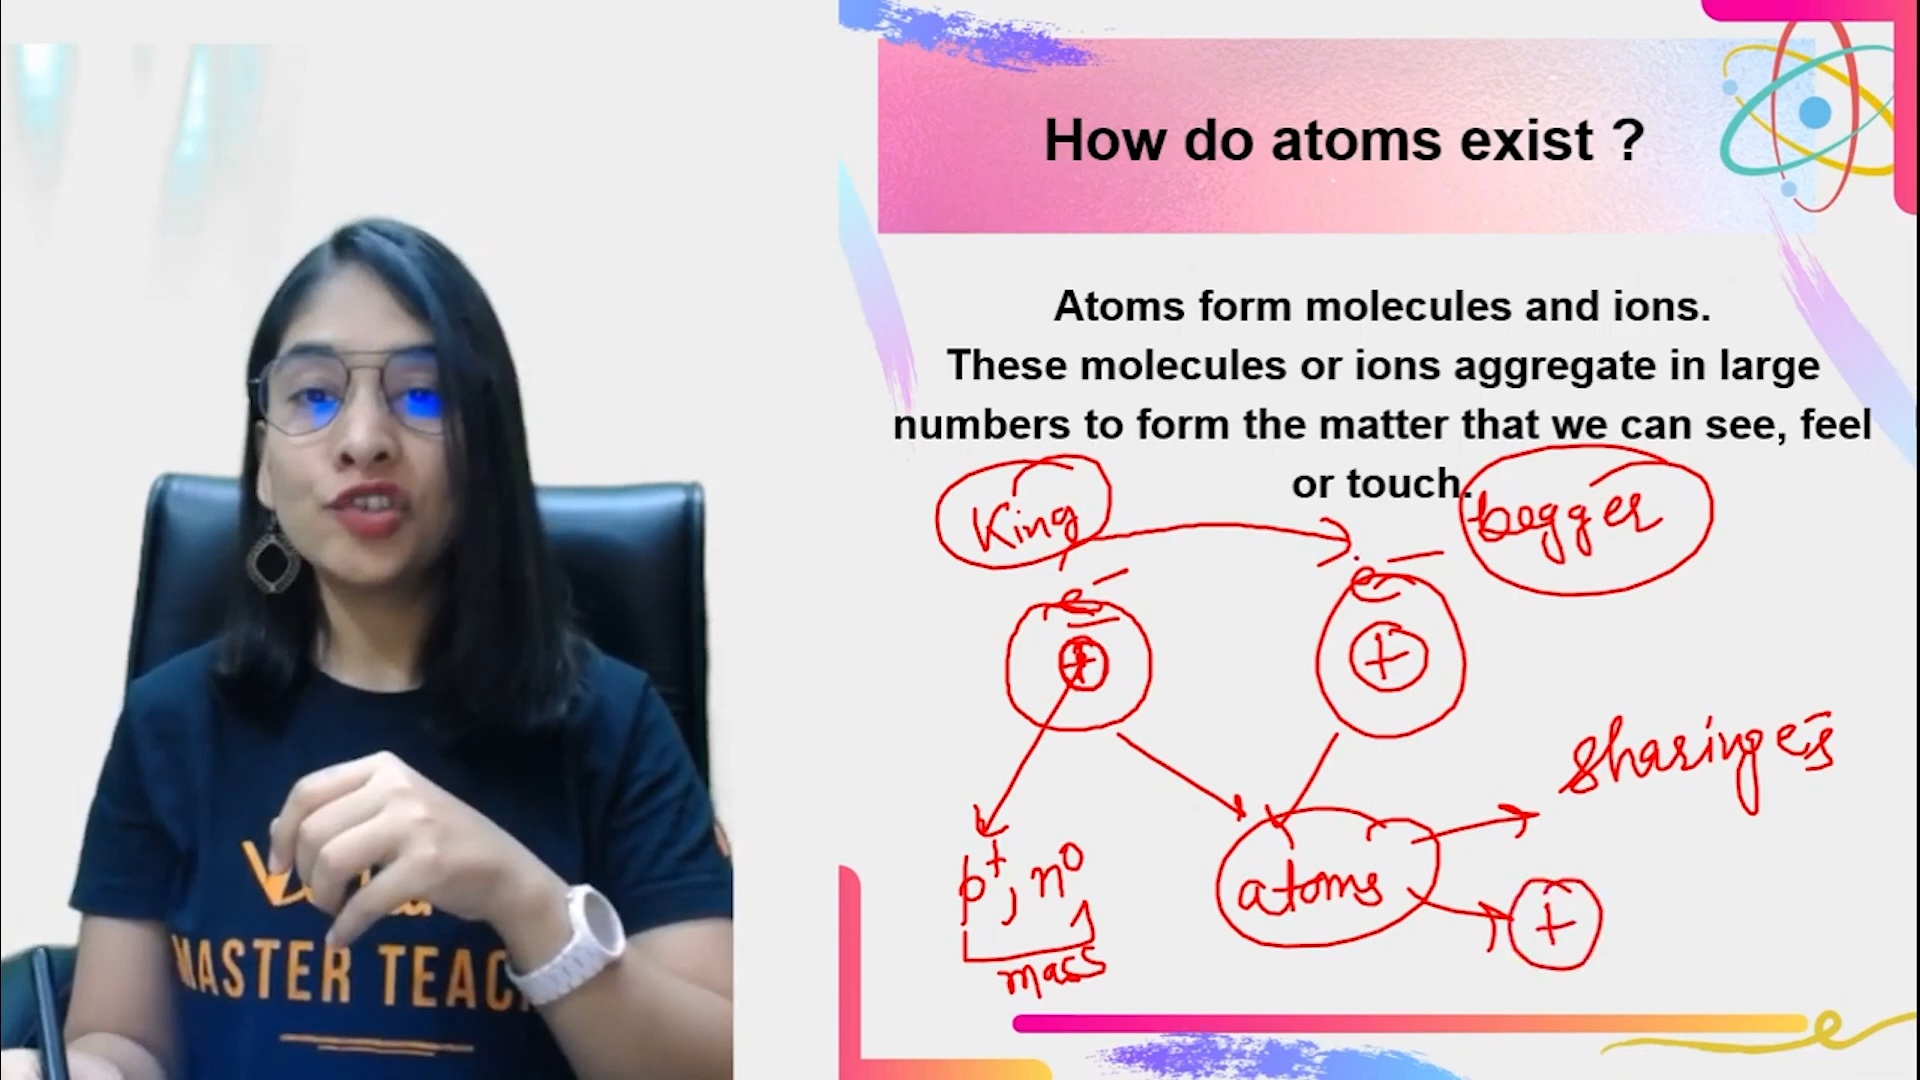 How do atoms exist ?
Atoms form molecules and ions.
These molecules or ions aggregate in large
numbers to form the matter that we can see, feel
or touch.
King
begger
e⁻
e⁻
+
+
sharing e⁻s
p⁺, n⁰
mass
atoms
+
MASTER TEAC